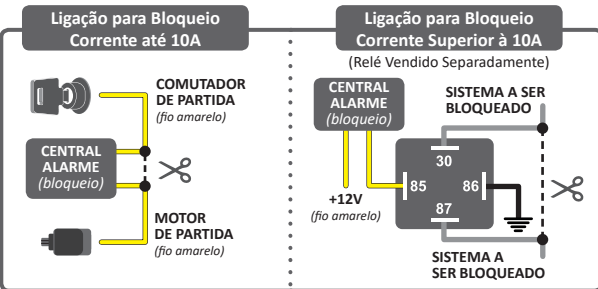 Ligação para Bloqueio
Corrente até 10A
COMUTADOR
DE PARTIDA
(fio amarelo)
CENTRAL
ALARME
(bloqueio)
MOTOR
DE PARTIDA
(fio amarelo)
Ligação para Bloqueio
Corrente Superior à 10A
(Relé Vendido Separadamente)
CENTRAL
ALARME
(bloqueio)
SISTEMA A SER
BLOQUEADO
30
85
86
87
+12V
(fio amarelo)
SISTEMA A
SER BLOQUEADO